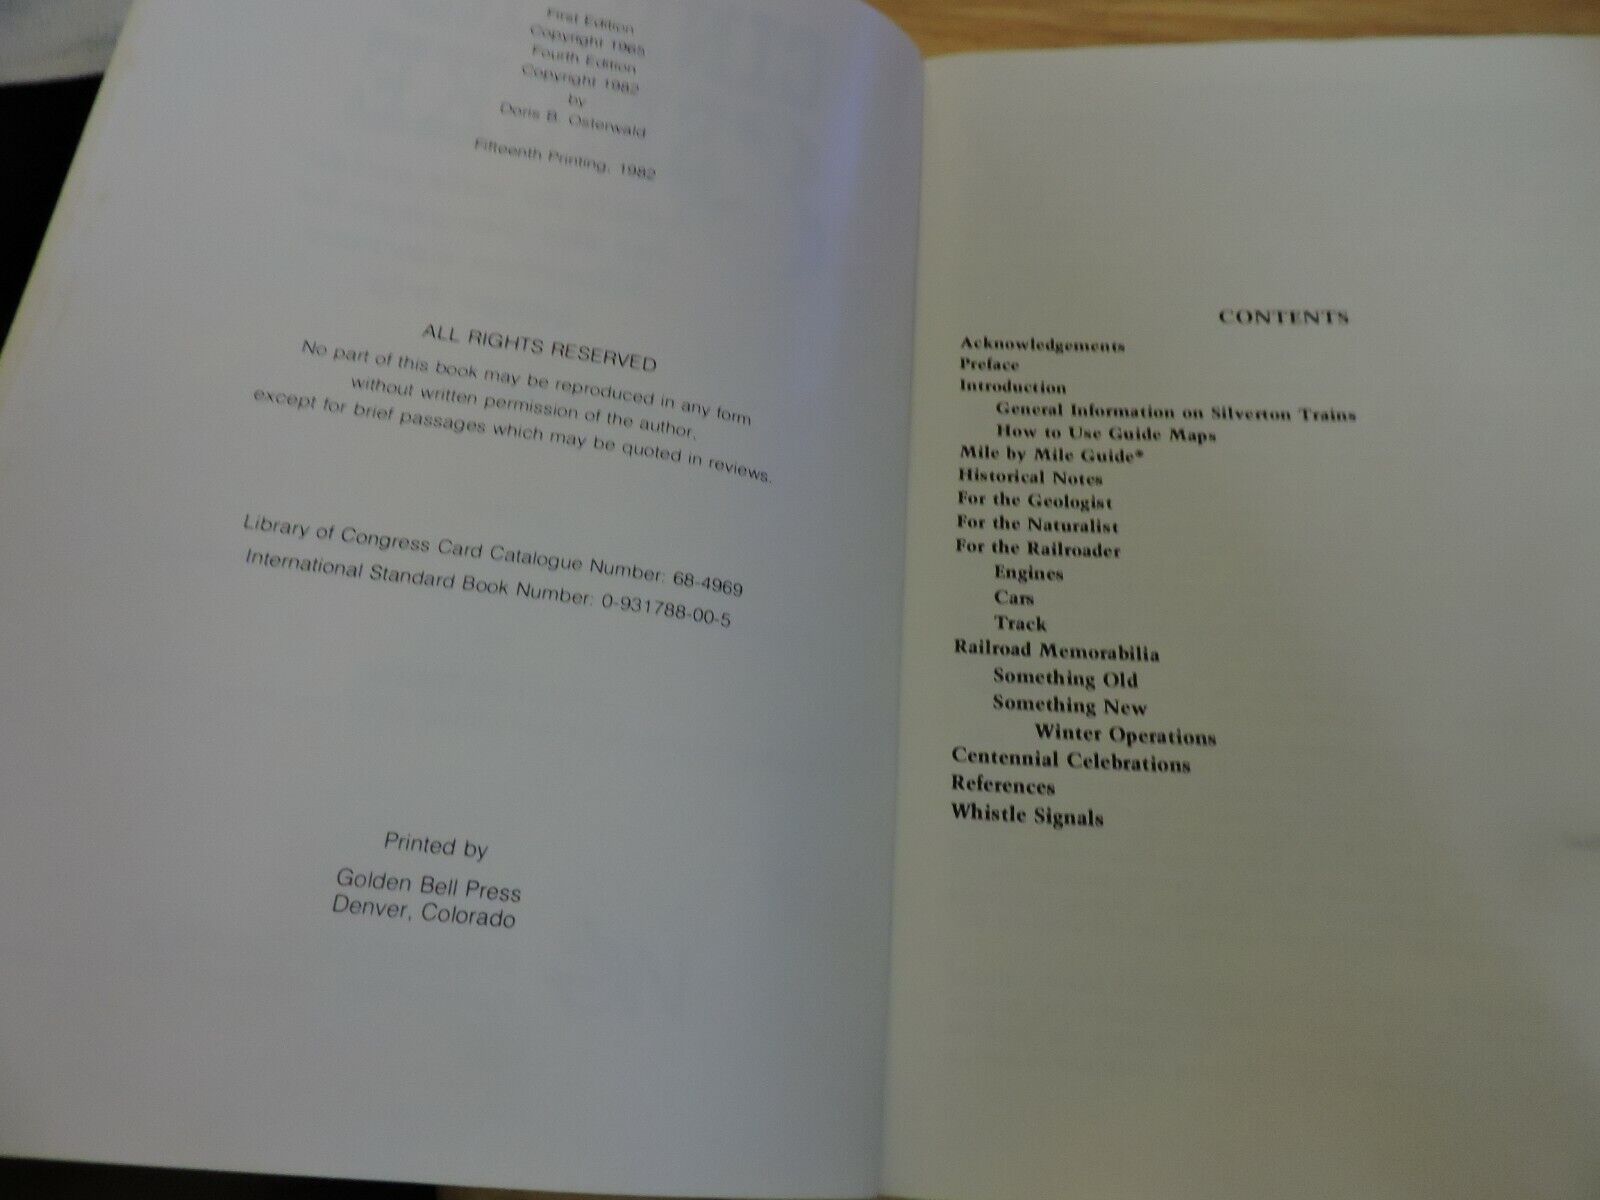 First Edition
Copyright 1965
Fourth Edition
Copyright 1982
by
Doris B. Osterwald
Fifteenth Printing, 1982
ALL RIGHTS RESERVED
No part of this book may be reproduced in any form
without written permission of the author,
except for brief passages which may be quoted in reviews.
Library of Congress Card Catalogue Number: 68-4969
International Standard Book Number: 0-931788-00-5
Printed by
Golden Bell Press
Denver, Colorado
CONTENTS
Acknowledgements
Preface
Introduction
General Information on Silverton Trains
How to Use Guide Maps
Mile by Mile Guide*
Historical Notes
For the Geologist
For the Naturalist
For the Railroader
Engines
Cars
Track
Railroad Memorabilia
Something Old
Something New
Winter Operations
Centennial Celebrations
References
Whistle Signals